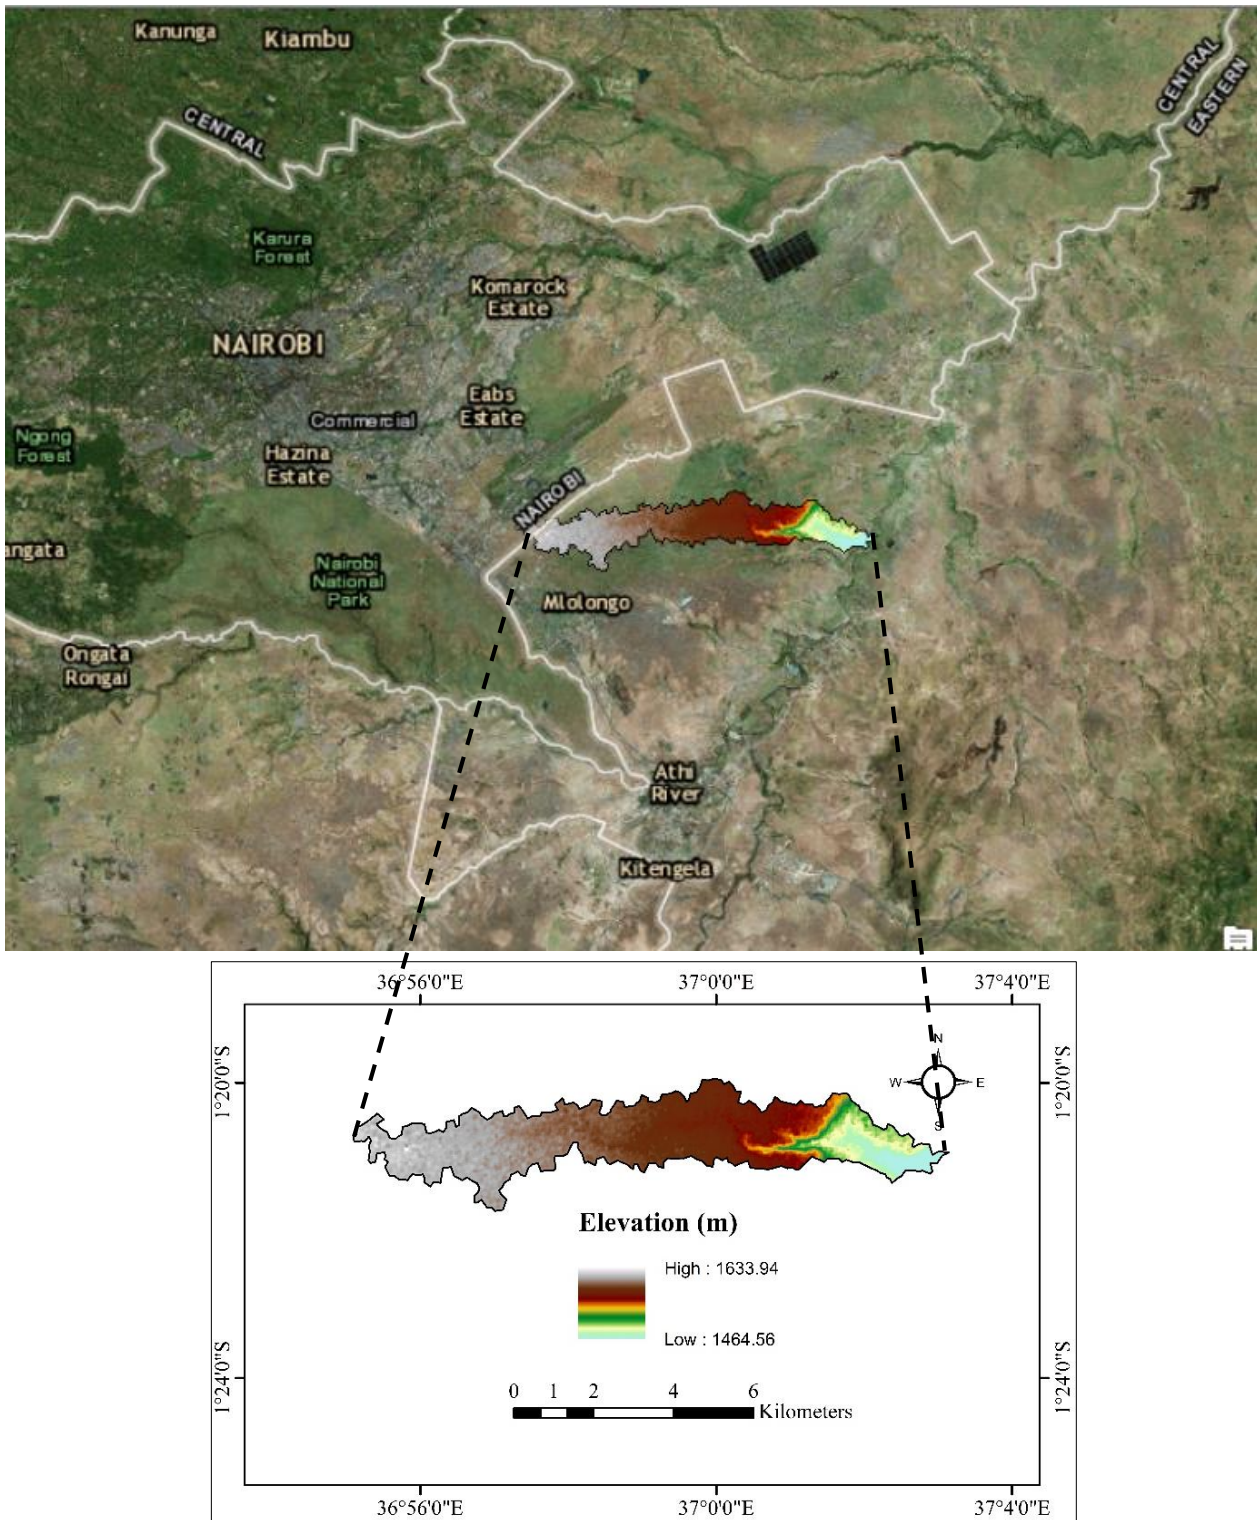 Kanunga
Kiambu
CENTRAL
CENTRAL
EASTERN
Karura
Forest
Komarock
Estate
NAIROBI
Eabs
Estate
Commercial
Ngong
Forest
Hazina
Estate
NAIROBI
angata
Nairobi
National
Park
Mlolongo
Ongata
Rongai
Athi
River
Kitengela
36°56'0"E 37°0'0"E 37°4'0"E
N
W E
S
1°20'0"S 1°20'0"S
Elevation (m)
High : 1633.94
Low : 1464.56
1°24'0"S 1°24'0"S
0 1 2 4 6
Kilometers
36°56'0"E 37°0'0"E 37°4'0"E